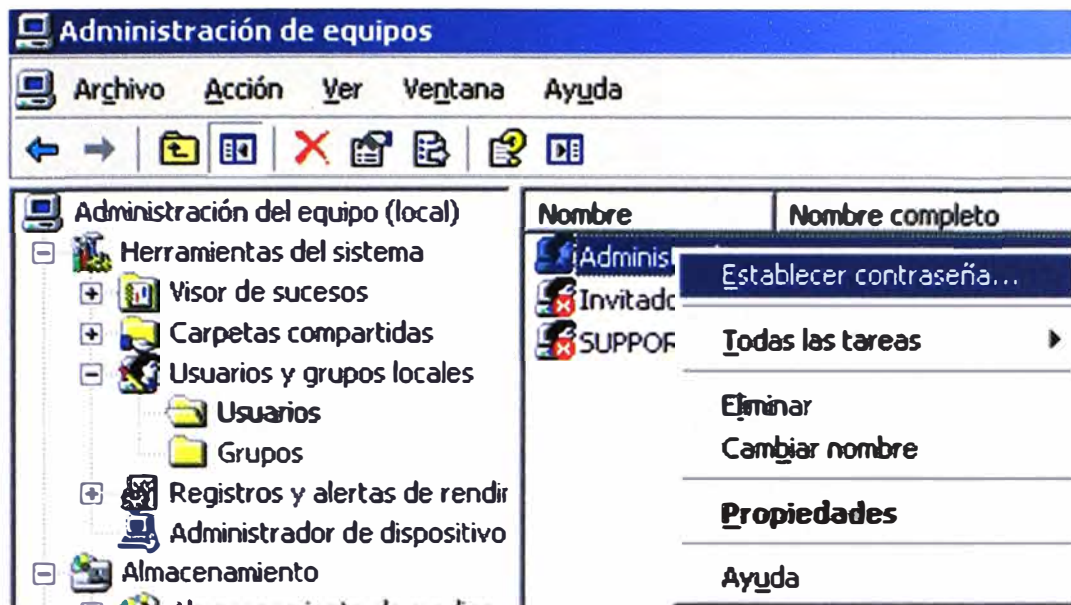 Administración de equipos
Archivo Acción Ver Ventana Ayuda
Administración del equipo (local)
Herramientas del sistema
Visor de sucesos
Carpetas compartidas
Usuarios y grupos locales
Usuarios
Grupos
Registros y alertas de rendir
Administrador de dispositivo
Almacenamiento
Nombre Nombre completo
Adminis
Invitado
SUPPOR
Establecer contraseña...
Todas las tareas
Eliminar
Cambiar nombre
Propiedades
Ayuda